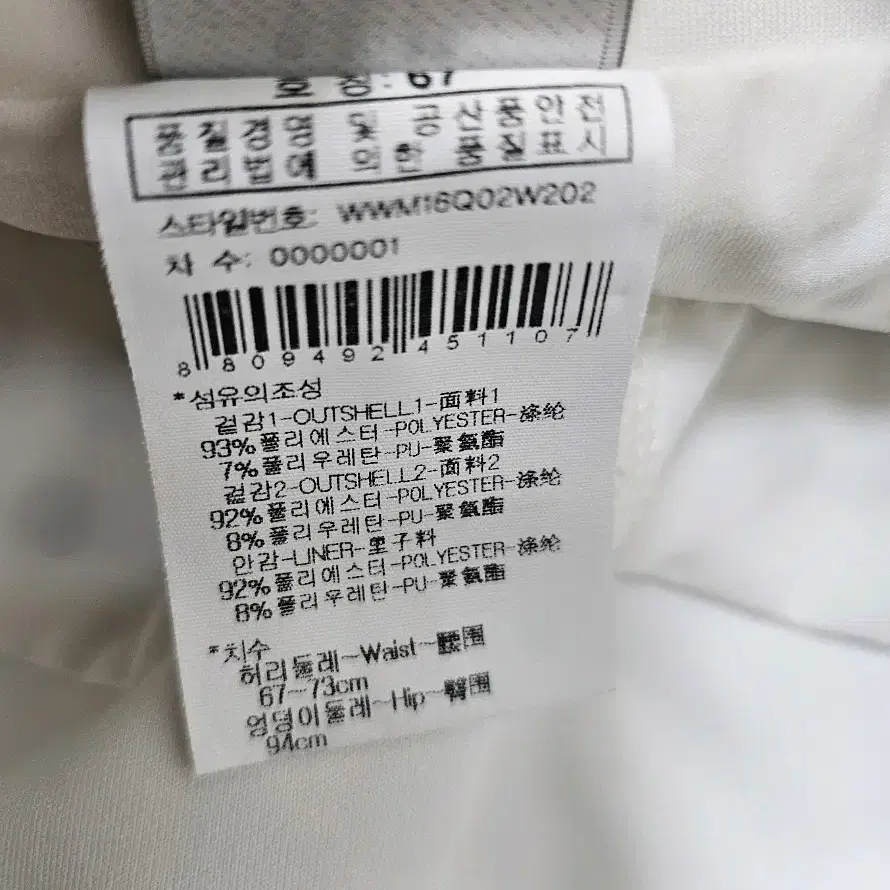 호 칭: 67
품질경영 및 공산품안전
관리법에 의한 품질표시
스타일번호: WWM16Q02W202
차 수: 0000001
8809492451107
*섬유의조성
겉감1-OUTSHELL1-面料1
93%폴리에스터-POLYESTER-涤纶
7%폴리우레탄-PU-聚氨酯
겉감2-OUTSHELL2-面料2
92%폴리에스터-POLYESTER-涤纶
8%폴리우레탄-PU-聚氨酯
안감-LINER-里子料
92%폴리에스터-POLYESTER-涤纶
8%폴리우레탄-PU-聚氨酯
*치수
허리둘레~Waist~腰围
67~73cm
엉덩이둘레~Hip~臀围
94cm